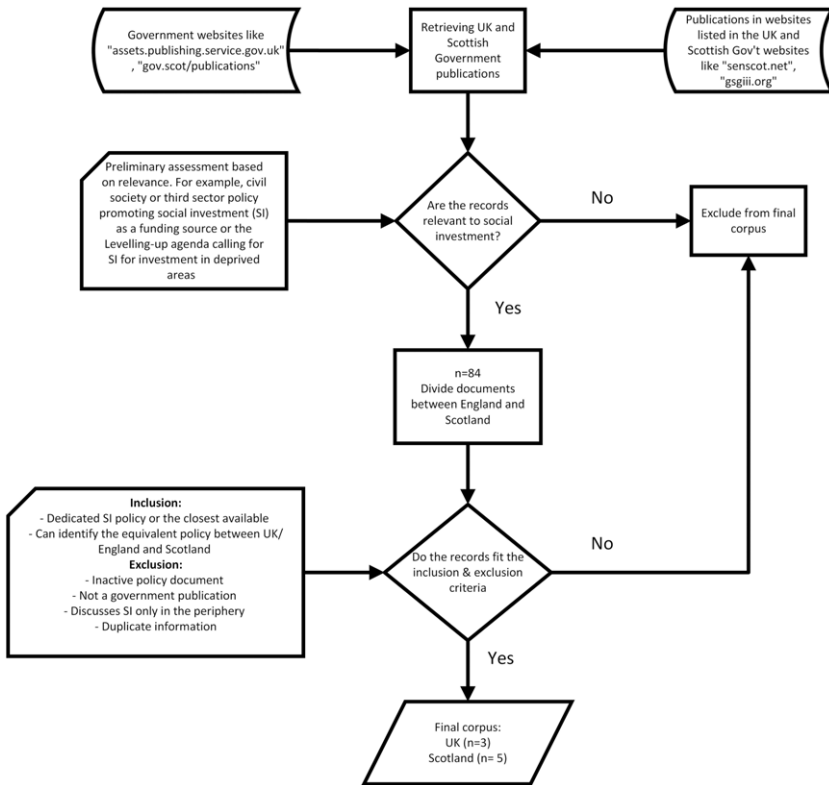 Government websites like
"assets.publishing.service.gov.uk"
, "gov.scot/publications"
Retrieving UK and
Scottish
Government
publications
Publications in websites
listed in the UK and
Scottish Gov't websites
like "senscot.net",
"gsgiii.org"
Preliminary assessment based
on relevance. For example, civil
society or third sector policy
promoting social investment (SI)
as a funding source or the
Levelling-up agenda calling for
SI for investment in deprived
areas
Are the records
relevant to social
investment?
No
Exclude from final
corpus
Yes
n=84
Divide documents
between England and
Scotland
Inclusion:
- Dedicated SI policy or the closest available
- Can identify the equivalent policy between UK/
England and Scotland
Exclusion:
- Inactive policy document
- Not a government publication
- Discusses SI only in the periphery
- Duplicate information
Do the records fit the
inclusion & exclusion
criteria
No
Yes
Final corpus:
UK (n=3)
Scotland (n= 5)